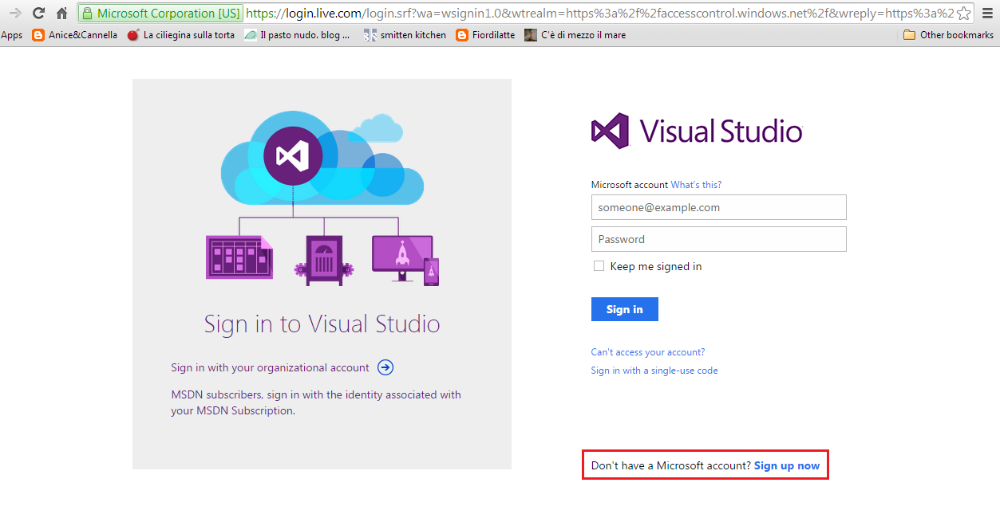 Microsoft Corporation [US] https://login.live.com/login.srf?wa=wsignin1.0&wtrealm=https%3a%2f%2faccesscontrol.windows.net%2f&wreply=https%3a%2
Apps Anice&Cannella La ciliegina sulla torta Il pasto nudo. blog ... smitten kitchen Fiordilatte C'è di mezzo il mare Other bookmarks
Sign in to Visual Studio
Sign in with your organizational account
MSDN subscribers, sign in with the identity associated with
your MSDN Subscription.
Visual Studio
Microsoft account What's this?
someone@example.com
Password
Keep me signed in
Sign in
Can't access your account?
Sign in with a single-use code
Don't have a Microsoft account? Sign up now